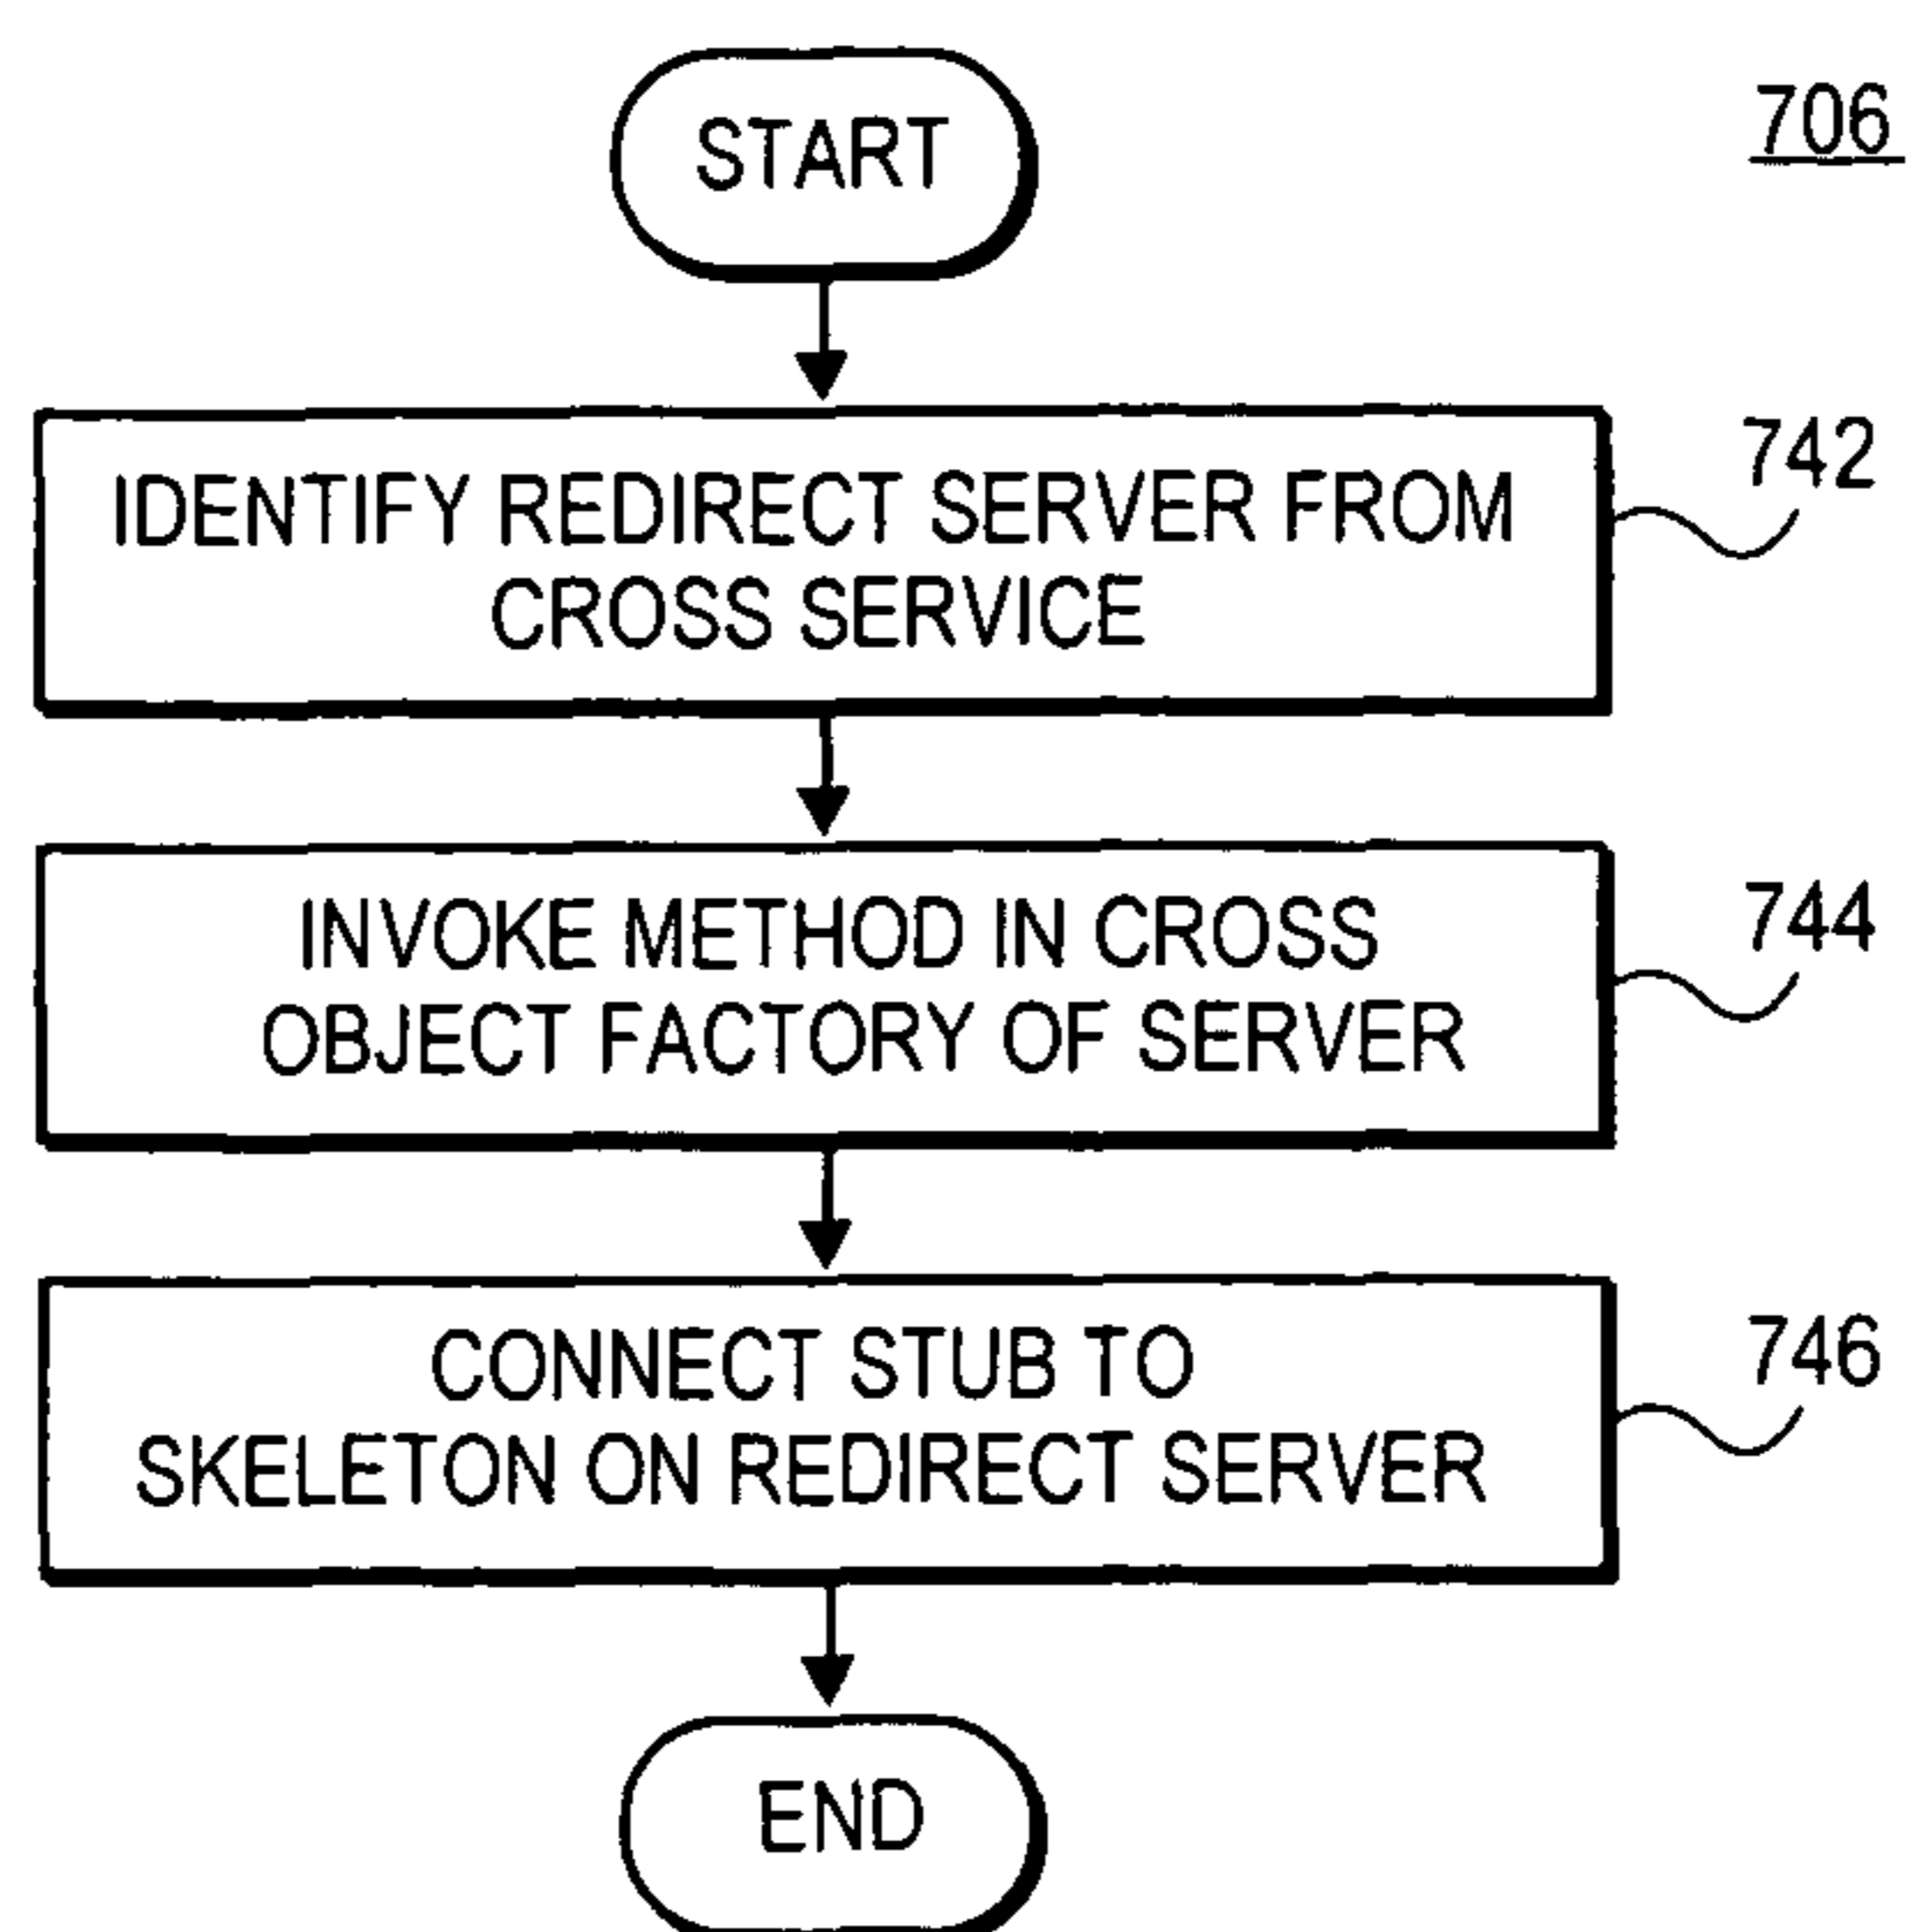 START
706
IDENTIFY REDIRECT SERVER FROM
CROSS SERVICE
742
INVOKE METHOD IN CROSS
OBJECT FACTORY OF SERVER
744
CONNECT STUB TO
SKELETON ON REDIRECT SERVER
746
END